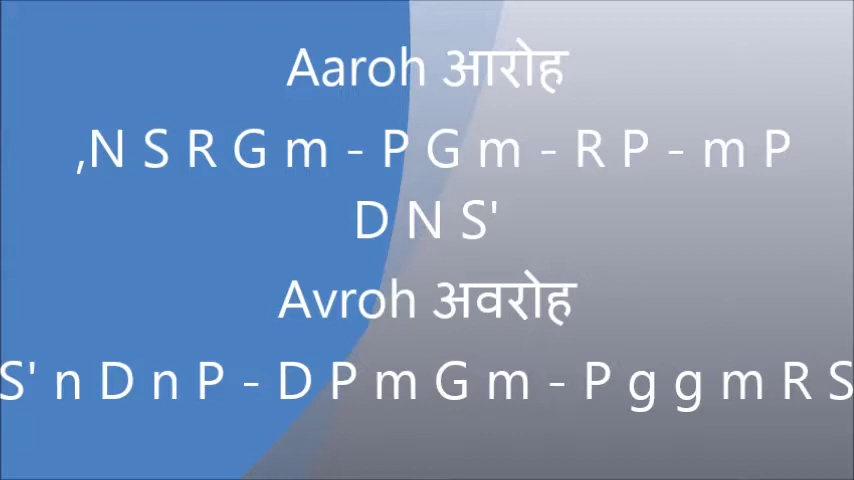 Aaroh आरोह
,N S R G m - P G m - R P - m P
D N S'
Avroh अवरोह
S' n D n P - D P m G m - P g g m R S